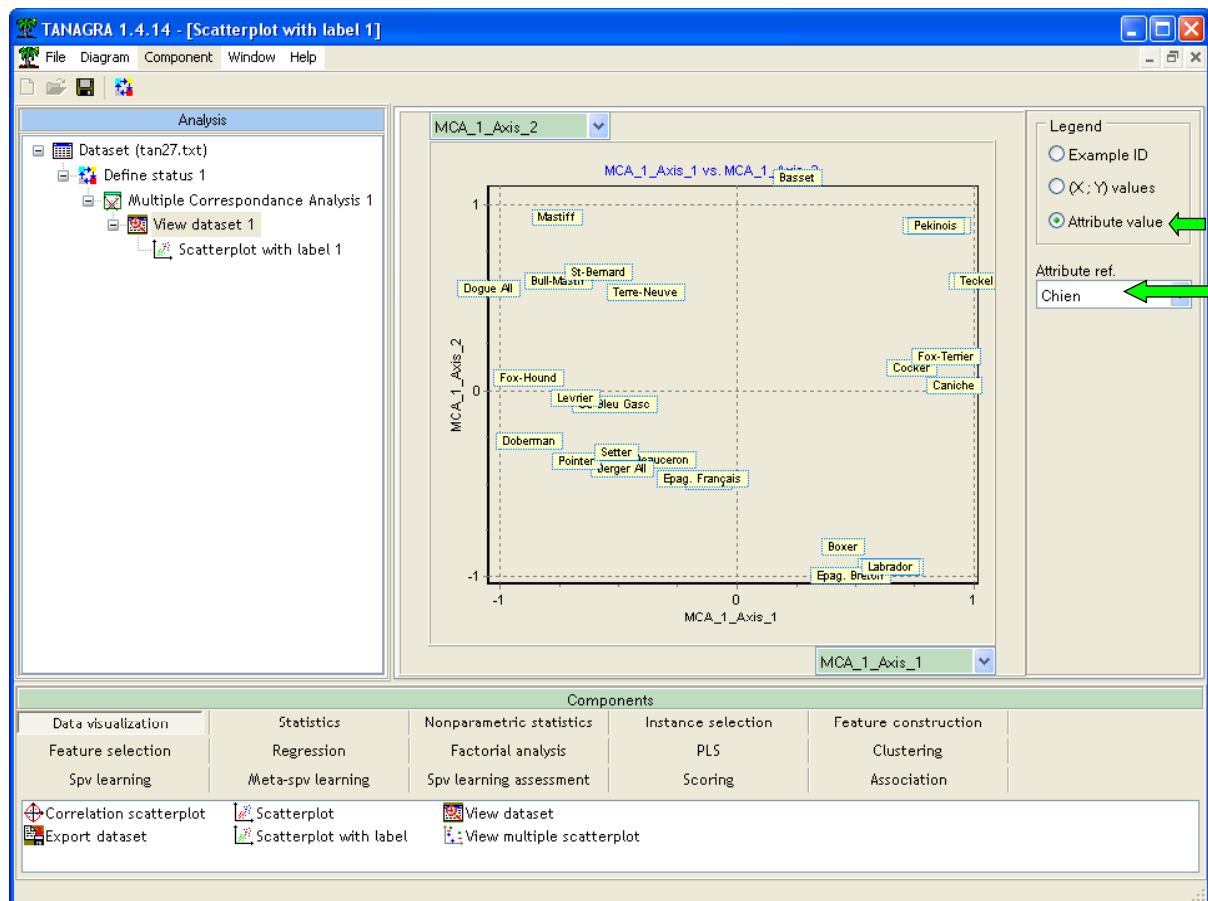 TANAGRA 1.4.14 - [Scatterplot with label 1]
File Diagram Component Window Help
Analysis
Dataset (tan27.txt)
Define status 1
Multiple Correspondance Analysis 1
View dataset 1
Scatterplot with label 1
MCA_1_Axis_2
MCA_1_Axis_1 vs. MCA_1_Axis_2
Basset
1
Mastiff
Pekinois
St-Bernard
Bull-Mastif
Teckel
Dogue All
Terre-Neuve
MCA_1_Axis_2
Fox-Terrier
Cocker
Fox-Hound
Caniche
0
Levrier
Bleu Gasc
Doberman
Setter
Pointer
Beauceron
Berger All
Epag. Français
Boxer
Labrador
Epag. Breton
-1
-1 0 1
MCA_1_Axis_1
MCA_1_Axis_1
Legend
Example ID
(X ; Y) values
Attribute value
Attribute ref.
Chien
Components
Data visualization Statistics Nonparametric statistics Instance selection Feature construction
Feature selection Regression Factorial analysis PLS Clustering
Spv learning Meta-spv learning Spv learning assessment Scoring Association
Correlation scatterplot Scatterplot View dataset
Export dataset Scatterplot with label View multiple scatterplot